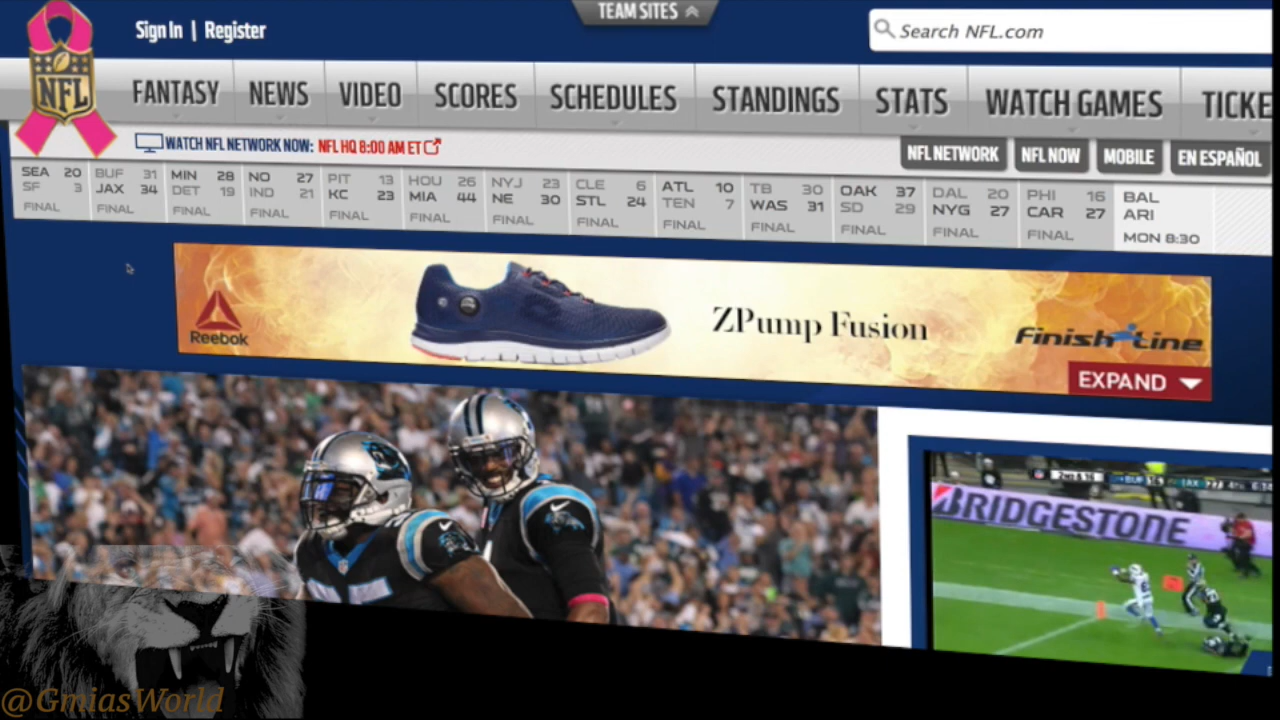 TEAM SITES
Sign In | Register
Search NFL.com
NFL
FANTASY NEWS VIDEO SCORES SCHEDULES STANDINGS STATS WATCH GAMES TICKE
WATCH NFL NETWORK NOW: NFL HQ 8:00 AM ET
NFL NETWORK NFL NOW MOBILE EN ESPAÑOL
SEA 20 BUF 31 MIN 28 NO 27 PIT 13 HOU 26 NYJ 23 CLE 6 ATL 10 TB 30 OAK 37 DAL 20 PHI 16 BAL
SF 3 JAX 34 DET 19 IND 21 KC 23 MIA 44 NE 30 STL 24 TEN 7 WAS 31 SD 29 NYG 27 CAR 27 ARI
FINAL FINAL FINAL FINAL FINAL FINAL FINAL FINAL FINAL FINAL FINAL FINAL FINAL MON 8:30
Reebok
ZPump Fusion
Finish Line
EXPAND
2nd & 16
BRIDGESTONE
@GmiasWorld